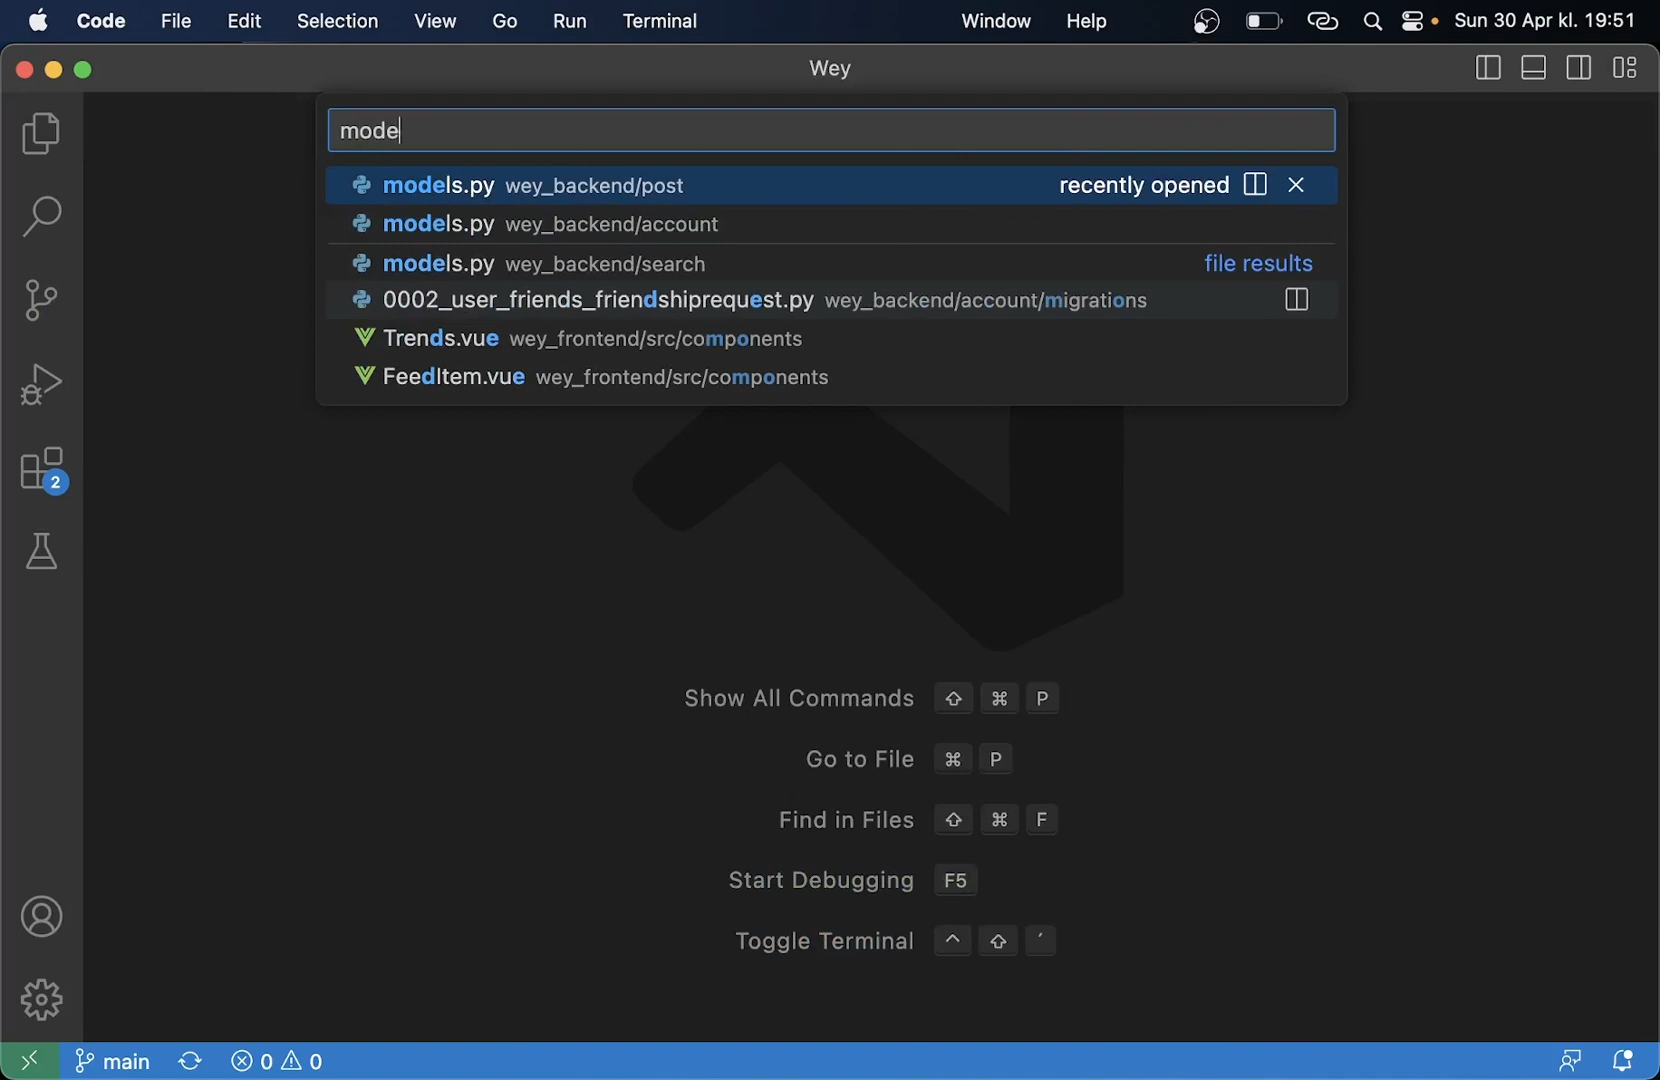 Code File Edit Selection View Go Run Terminal Window Help Sun 30 Apr kl. 19:51
Wey
mode
models.py wey_backend/post recently opened
models.py wey_backend/account
models.py wey_backend/search file results
0002_user_friends_friendshiprequest.py wey_backend/account/migrations
Trends.vue wey_frontend/src/components
FeedItem.vue wey_frontend/src/components
2
Show All Commands ⇧ ⌘ P
Go to File ⌘ P
Find in Files ⇧ ⌘ F
Start Debugging F5
Toggle Terminal ^ ⇧ ´
main 0 0